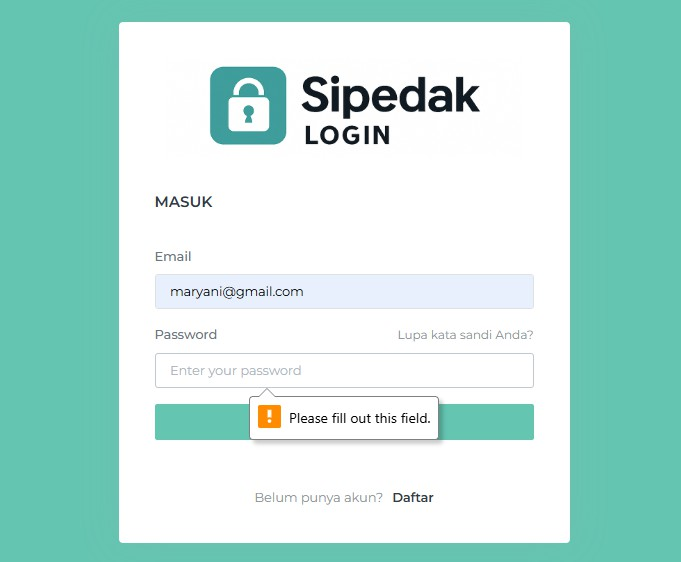 Sipedak
LOGIN
MASUK
Email
maryani@gmail.com
Password
Lupa kata sandi Anda?
Enter your password
Please fill out this field.
Belum punya akun? Daftar